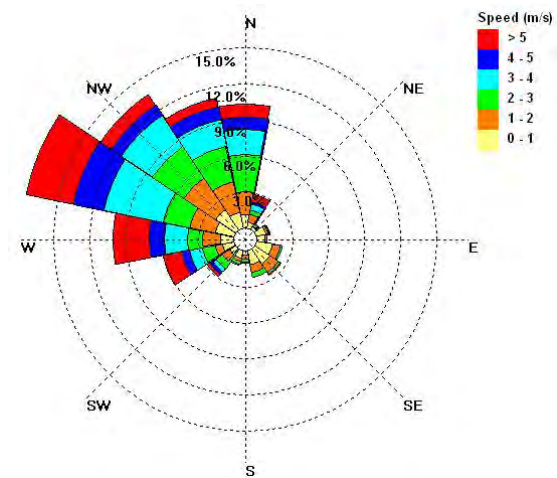 N
Speed (m/s)
> 5
4 - 5
3 - 4
2 - 3
1 - 2
0 - 1
15.0%
NW
NE
12.0%
9.0%
6.0%
3.0%
W
E
SW
SE
S